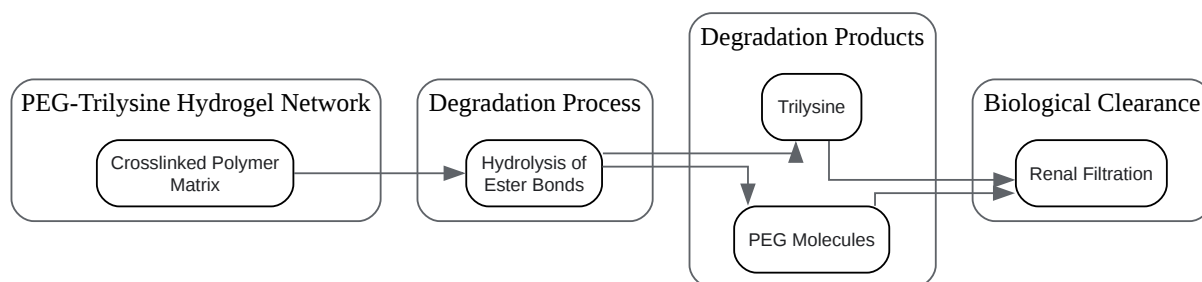 PEG-Trilysine Hydrogel Network
Crosslinked Polymer
Matrix
Degradation Process
Hydrolysis of
Ester Bonds
Degradation Products
Trilysine
PEG Molecules
Biological Clearance
Renal Filtration